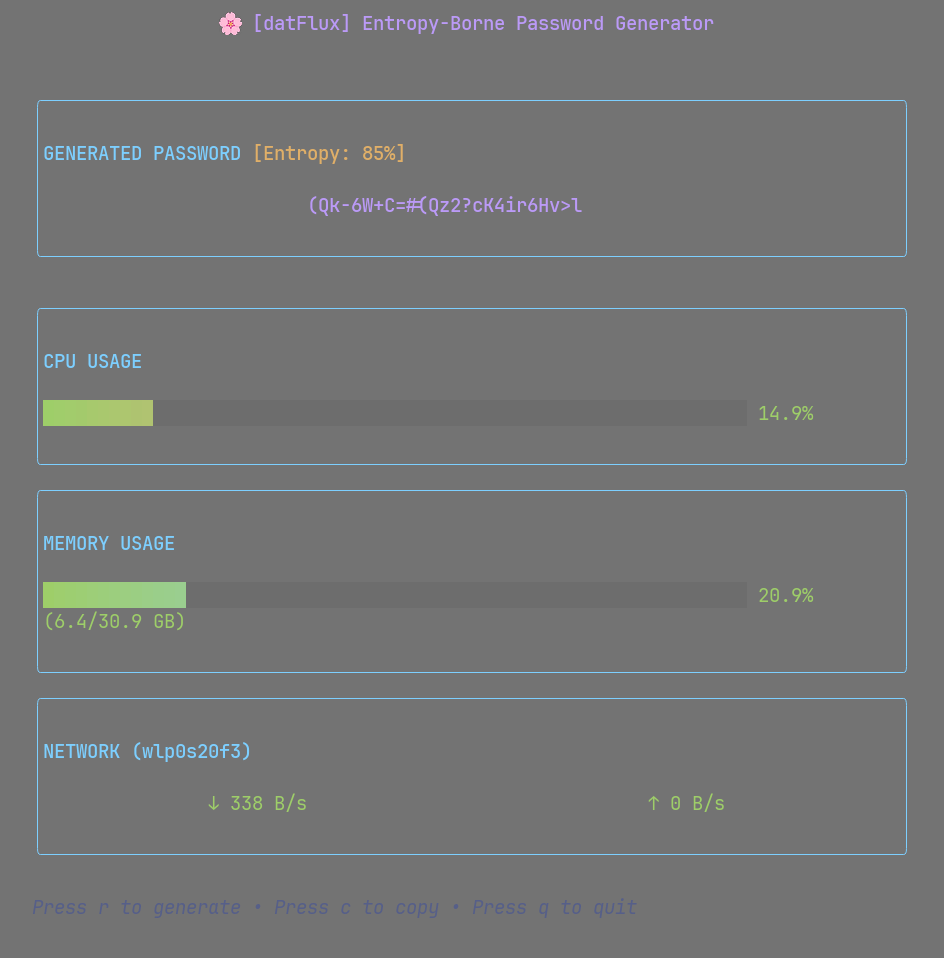 🌸 [datFlux] Entropy-Borne Password Generator
GENERATED PASSWORD [Entropy: 85%]
(Qk-6W+C=#{Qz2?cK4ir6Hv>l
CPU USAGE
14.9%
MEMORY USAGE
20.9%
(6.4/30.9 GB)
NETWORK (wlp0s20f3)
↓ 338 B/s ↑ 0 B/s
Press r to generate • Press c to copy • Press q to quit